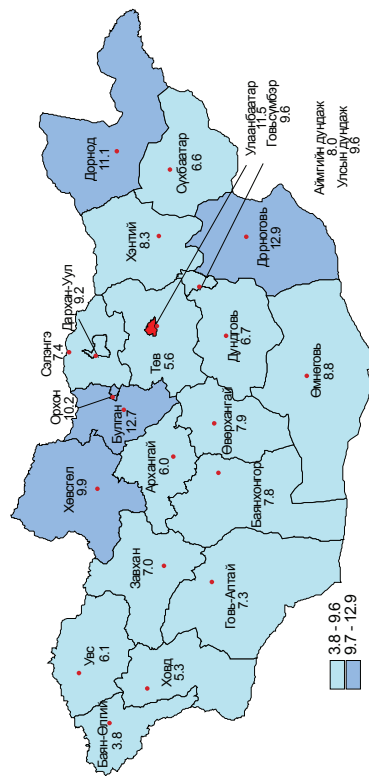 Баян-Өлгий
3.8
Увс
6.1
Ховд
5.3
Завхан
7.0
Говь-Алтай
7.3
Хөвсгөл
9.9
Орхон
10.2
Булган
12.7
Архангай
6.0
Баянхонгор
7.8
Өвөрхангай
7.9
Сэлэнгэ
7.4
Дархан-Уул
9.2
Төв
5.6
Дундговь
6.7
Өмнөговь
8.8
Хэнтий
8.3
Дорнод
11.1
Сүхбаатар
6.6
Дорноговь
12.9
Улаанбаатар
11.5
Говьсүмбэр
9.6
Аймгийн дундаж
8.0
Улсын дундаж
9.6
3.8 - 9.6
9.7 - 12.9